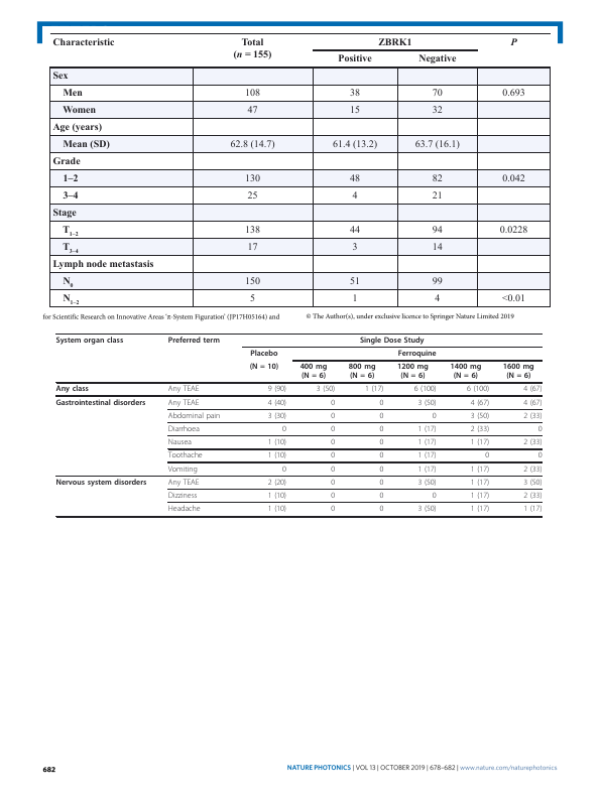 Characteristic Total ZBRK1 P
(n = 155) Positive Negative
Sex
Men 108 38 70 0.693
Women 47 15 32
Age (years)
Mean (SD) 62.8 (14.7) 61.4 (13.2) 63.7 (16.1)
Grade
1–2 130 48 82 0.042
3–4 25 4 21
Stage
T1–2 138 44 94 0.0228
T3–4 17 3 14
Lymph node metastasis
N0 150 51 99
N1–2 5 1 4 <0.01
for Scientific Research on Innovative Areas 'π-System Figuration' (JP17H05164) and © The Author(s), under exclusive licence to Springer Nature Limited 2019
System organ class Preferred term Single Dose Study
Placebo Ferroquine
(N = 10) 400 mg 800 mg 1200 mg 1400 mg 1600 mg
(N = 6) (N = 6) (N = 6) (N = 6) (N = 6)
Any class Any TEAE 9 (90) 3 (50) 1 (17) 6 (100) 6 (100) 4 (67)
Gastrointestinal disorders Any TEAE 4 (40) 0 0 3 (50) 4 (67) 4 (67)
Abdominal pain 3 (30) 0 0 0 3 (50) 2 (33)
Diarrhoea 0 0 0 1 (17) 2 (33) 0
Nausea 1 (10) 0 0 1 (17) 1 (17) 2 (33)
Toothache 1 (10) 0 0 1 (17) 0 0
Vomiting 0 0 0 1 (17) 1 (17) 2 (33)
Nervous system disorders Any TEAE 2 (20) 0 0 3 (50) 1 (17) 3 (50)
Dizziness 1 (10) 0 0 0 1 (17) 2 (33)
Headache 1 (10) 0 0 3 (50) 1 (17) 1 (17)
682 NATURE PHOTONICS | VOL 13 | OCTOBER 2019 | 678–682 | www.nature.com/naturephotonics